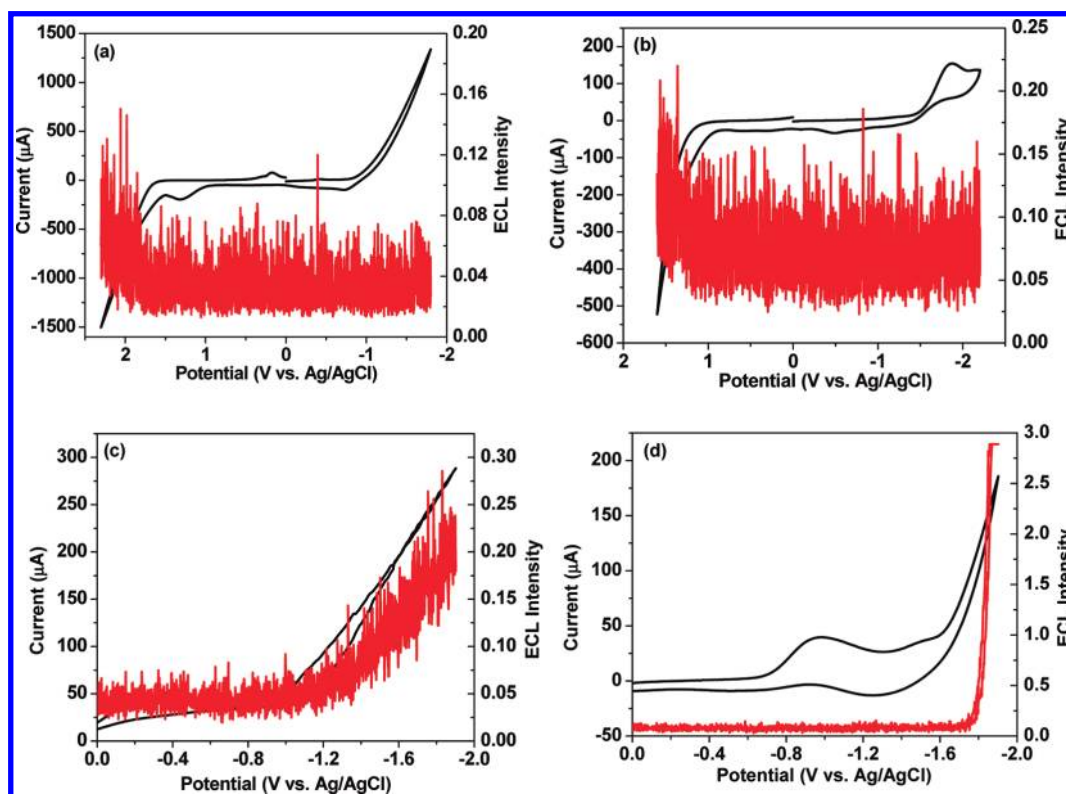 (a)
1500
1000
500
0
-500
-1000
-1500
Current (µA)
0.20
0.16
0.12
0.08
0.04
0.00
ECL Intensity
2 1 0 -1 -2
Potential (V vs. Ag/AgCl)
(b)
200
100
0
-100
-200
-300
-400
-500
-600
Current (µA)
0.25
0.20
0.15
0.10
0.05
0.00
ECL Intensity
2 1 0 -1 -2
Potential (V vs. Ag/AgCl)
(c)
300
250
200
150
100
50
0
Current (µA)
0.30
0.25
0.20
0.15
0.10
0.05
0.00
ECL Intensity
0.0 -0.4 -0.8 -1.2 -1.6 -2.0
Potential (V vs. Ag/AgCl)
(d)
200
150
100
50
0
-50
Current (µA)
3.0
2.5
2.0
1.5
1.0
0.5
0.0
ECL Intensity
0.0 -0.4 -0.8 -1.2 -1.6 -2.0
Potential (V vs. Ag/AgCl)